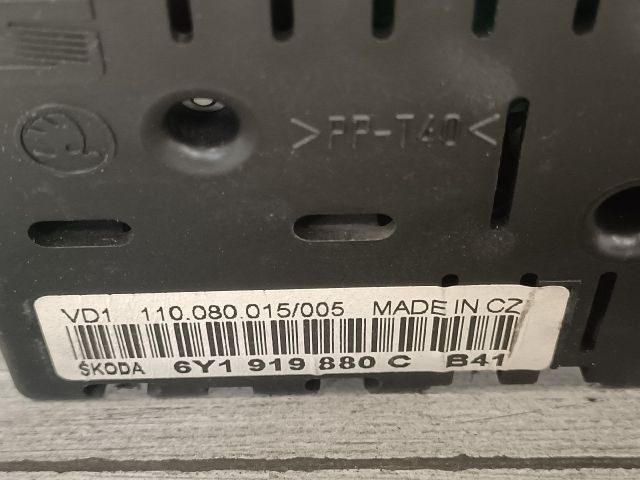 >PP-T40<
VD1 110.080.015/005 MADE IN CZ
ŠKODA 6Y1 919 880 C B41